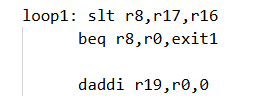 loop1: slt r8,r17,r16
beq r8,r0,exit1
daddi r19,r0,0